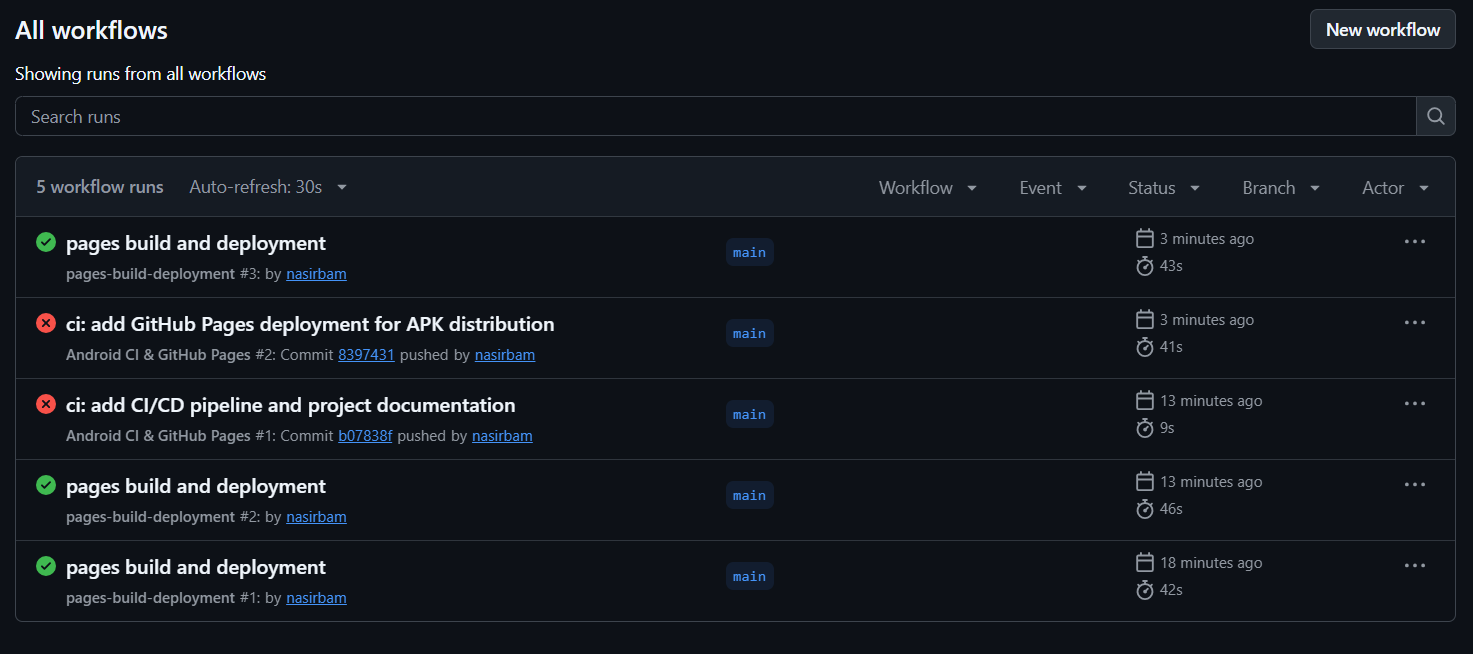 All workflows
New workflow
Showing runs from all workflows
Search runs
5 workflow runs Auto-refresh: 30s Workflow Event Status Branch Actor
pages build and deployment
pages-build-deployment #3: by nasirbam
main
3 minutes ago
43s
ci: add GitHub Pages deployment for APK distribution
Android CI & GitHub Pages #2: Commit 8397431 pushed by nasirbam
main
3 minutes ago
41s
ci: add CI/CD pipeline and project documentation
Android CI & GitHub Pages #1: Commit b07838f pushed by nasirbam
main
13 minutes ago
9s
pages build and deployment
pages-build-deployment #2: by nasirbam
main
13 minutes ago
46s
pages build and deployment
pages-build-deployment #1: by nasirbam
main
18 minutes ago
42s